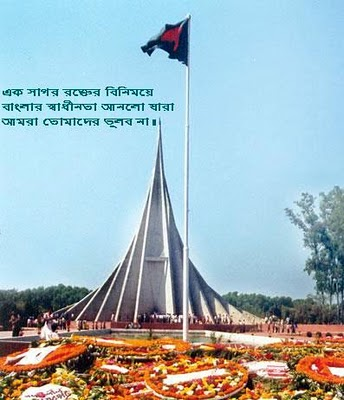 এক সাগর রক্তের বিনিময়ে
বাংলার স্বাধীনতা আনলো যারা
আমরা তোমাদের ভুলব না॥